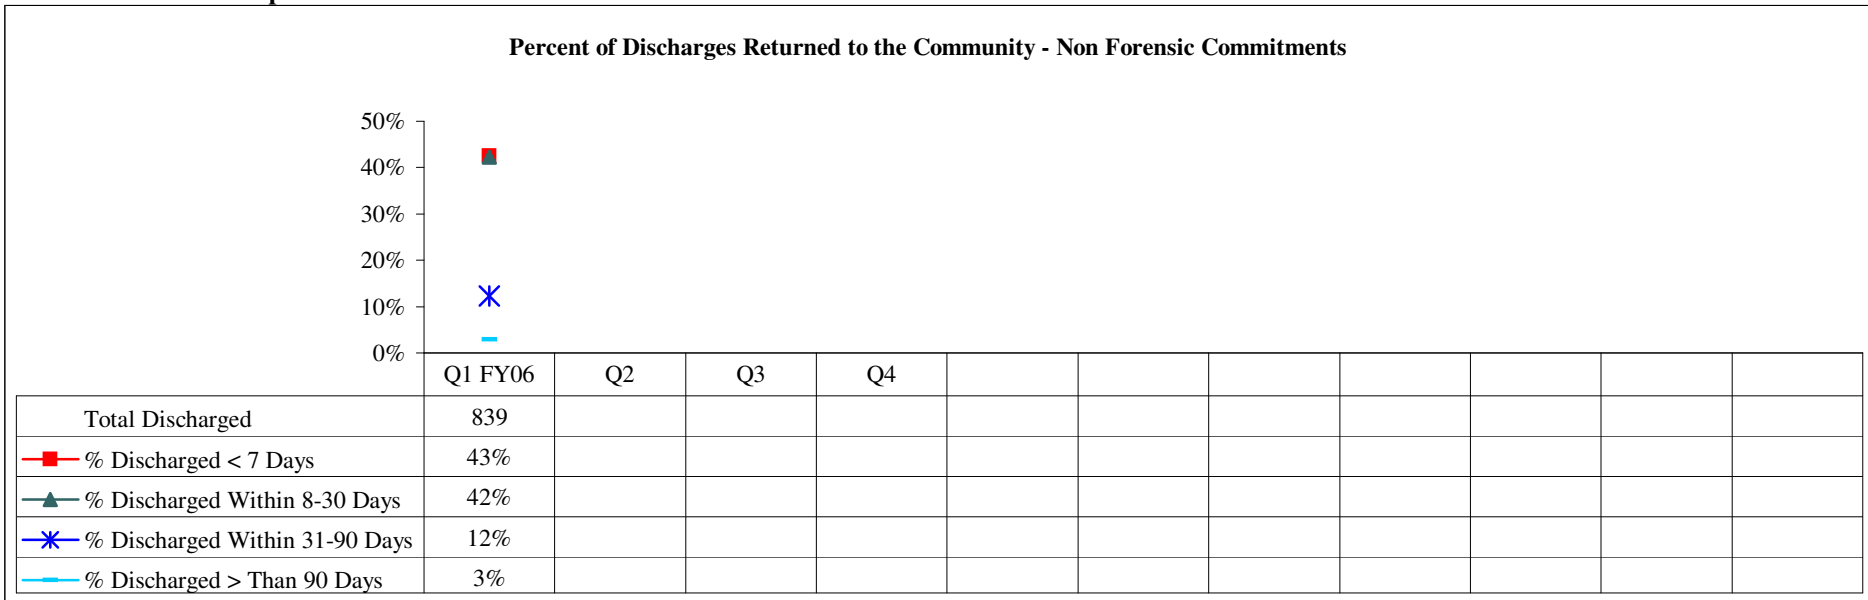 Percent of Discharges Returned to the Community - Non Forensic Commitments
50%
40%
30%
20%
10%
0%
Q1 FY06 Q2 Q3 Q4
Total Discharged 839
% Discharged < 7 Days 43%
% Discharged Within 8-30 Days 42%
% Discharged Within 31-90 Days 12%
% Discharged > Than 90 Days 3%